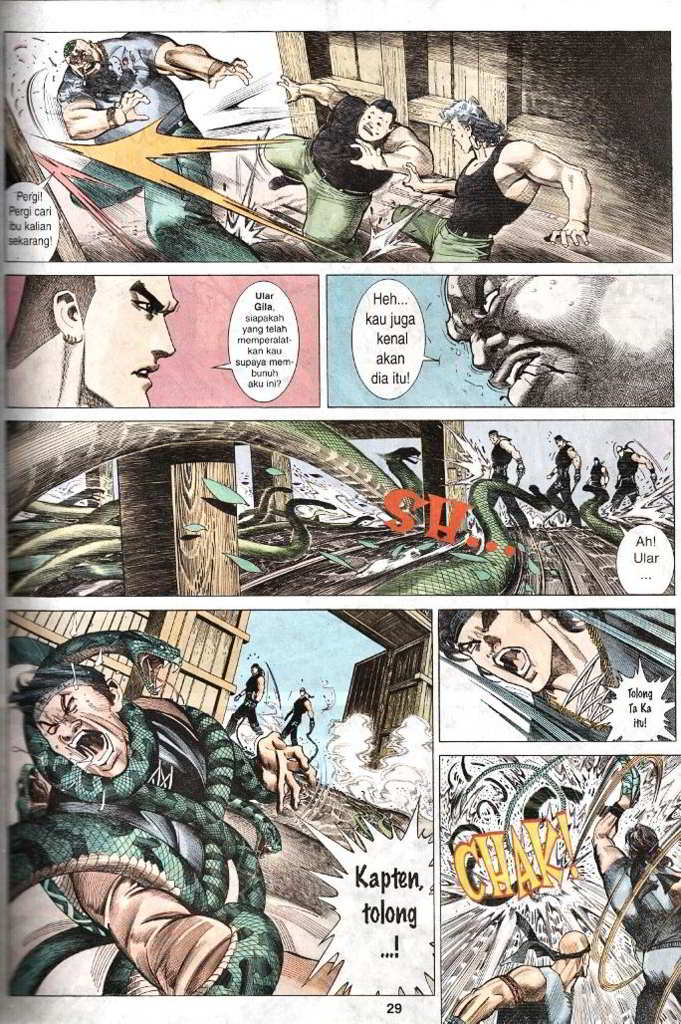 "Pergi!
Pergi cari
ibu kalian
sekarang!
Ular
Gila,
siapakah
yang telah
memperalat-
kan kau
supaya mem-
bunuh
aku ini?
Heh...
kau juga
kenal
akan
dia itu!
SH...
Ah!
Ular
...
Kapten,
tolong
...!
Tolong
Ta Ka
itu!
CHAK!
29